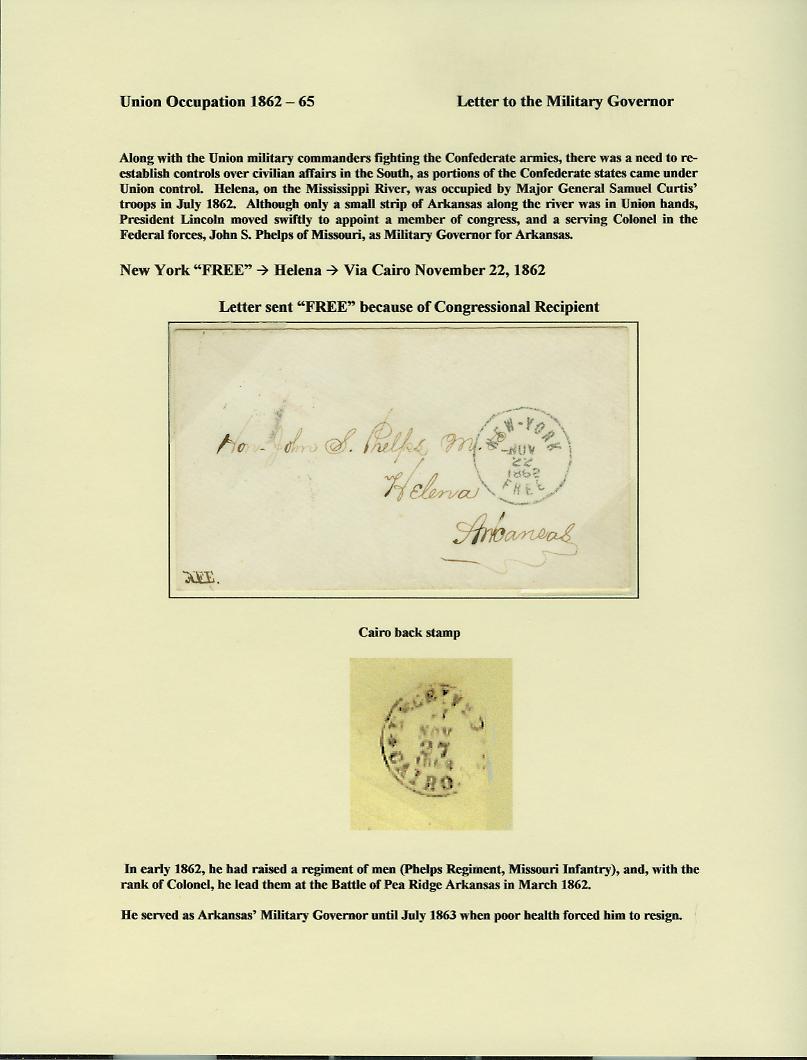 Union Occupation 1862 – 65 Letter to the Military Governor
Along with the Union military commanders fighting the Confederate armies, there was a need to re-
establish controls over civilian affairs in the South, as portions of the Confederate states came under
Union control. Helena, on the Mississippi River, was occupied by Major General Samuel Curtis'
troops in July 1862. Although only a small strip of Arkansas along the river was in Union hands,
President Lincoln moved swiftly to appoint a member of congress, and a serving Colonel in the
Federal forces, John S. Phelps of Missouri, as Military Governor for Arkansas.
New York “FREE” → Helena → Via Cairo November 22, 1862
Letter sent “FREE” because of Congressional Recipient
Hon. John S. Phelps, M.
Helena
Arkansas
NEW-YORK
NOV
22
1862
FREE
Cairo back stamp
RECEIVED
AT
NOV
27
1862
CAIRO
In early 1862, he had raised a regiment of men (Phelps Regiment, Missouri Infantry), and, with the
rank of Colonel, he lead them at the Battle of Pea Ridge Arkansas in March 1862.
He served as Arkansas' Military Governor until July 1863 when poor health forced him to resign.